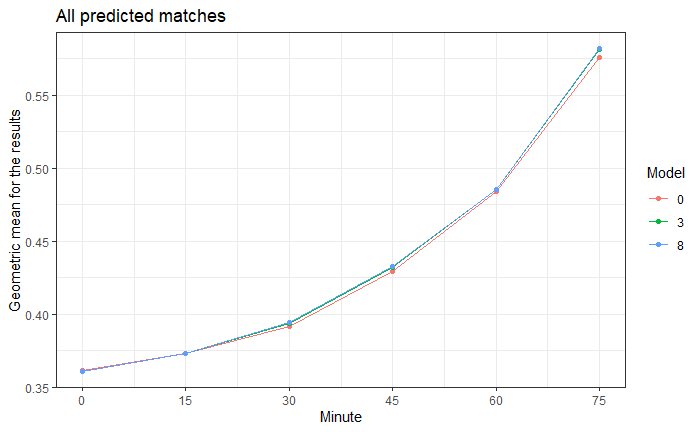 All predicted matches
Geometric mean for the results
0.55
0.50
0.45
0.40
0.35
0 15 30 45 60 75
Minute
Model
0
3
8